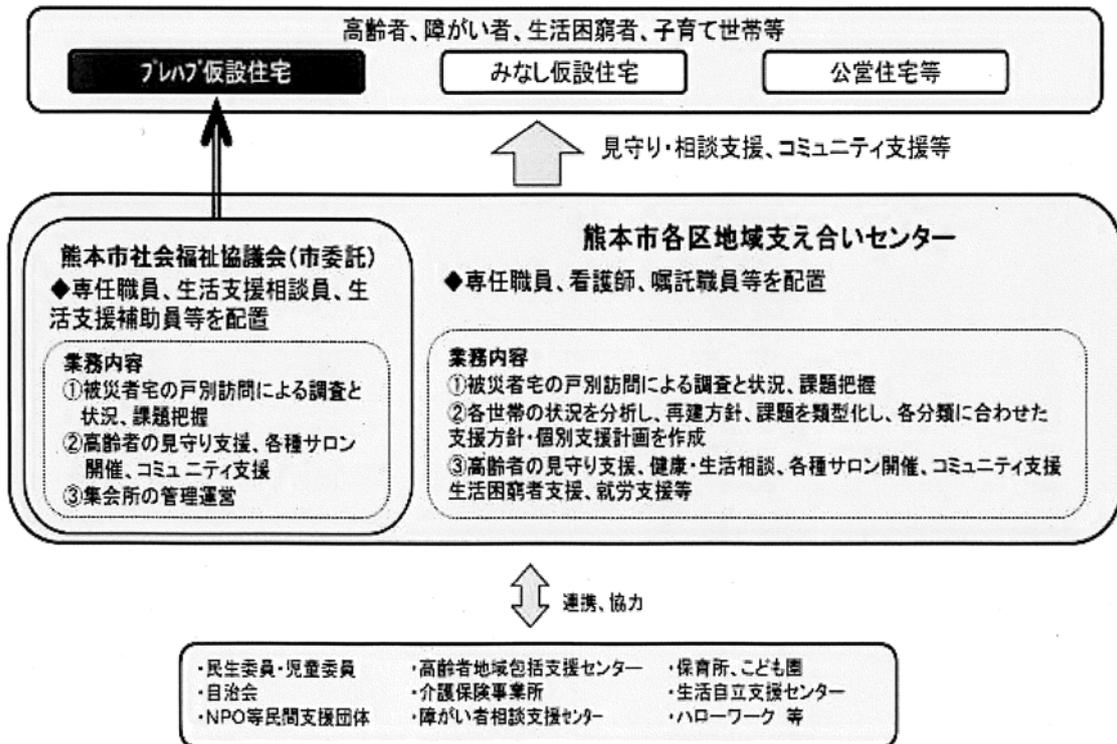 高齢者、障がい者、生活困窮者、子育て世帯等
プレハブ仮設住宅
みなし仮設住宅
公営住宅等
見守り・相談支援、コミュニティ支援等
熊本市社会福祉協議会(市委託)
◆専任職員、生活支援相談員、生
活支援補助員等を配置
業務内容
①被災者宅の戸別訪問による調査と
状況、課題把握
②高齢者の見守り支援、各種サロン
開催、コミュニティ支援
③集会所の管理運営
熊本市各区地域支え合いセンター
◆専任職員、看護師、嘱託職員等を配置
業務内容
①被災者宅の戸別訪問による調査と状況、課題把握
②各世帯の状況を分析し、再建方針、課題を類型化し、各分類に合わせた
支援方針・個別支援計画を作成
③高齢者の見守り支援、健康・生活相談、各種サロン開催、コミュニティ支援
生活困窮者支援、就労支援等
連携、協力
・民生委員・児童委員
・自治会
・NPO等民間支援団体
・高齢者地域包括支援センター
・介護保険事業所
・障がい者相談支援センター
・保育所、こども園
・生活自立支援センター
・ハローワーク 等